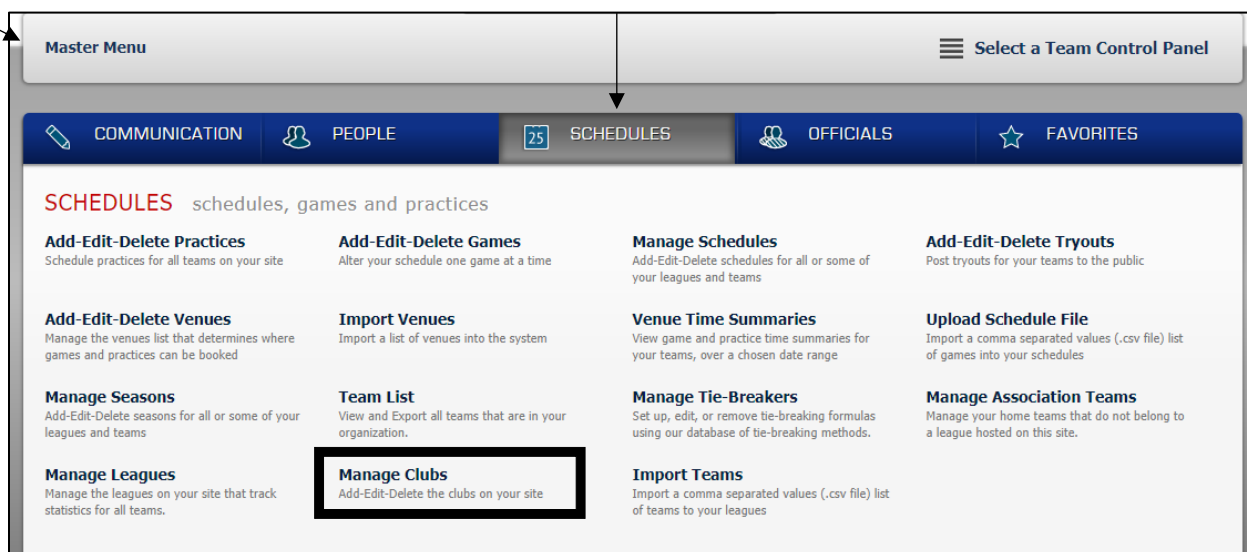 Master Menu
Select a Team Control Panel
COMMUNICATION
PEOPLE
25 SCHEDULES
OFFICIALS
FAVORITES
SCHEDULES schedules, games and practices
Add-Edit-Delete Practices
Schedule practices for all teams on your site
Add-Edit-Delete Games
Alter your schedule one game at a time
Manage Schedules
Add-Edit-Delete schedules for all or some of
your leagues and teams
Add-Edit-Delete Tryouts
Post tryouts for your teams to the public
Add-Edit-Delete Venues
Manage the venues list that determines where
games and practices can be booked
Import Venues
Import a list of venues into the system
Venue Time Summaries
View game and practice time summaries for
your teams, over a chosen date range
Upload Schedule File
Import a comma separated values (.csv file) list
of games into your schedules
Manage Seasons
Add-Edit-Delete seasons for all or some of your
leagues and teams
Team List
View and Export all teams that are in your
organization.
Manage Tie-Breakers
Set up, edit, or remove tie-breaking formulas
using our database of tie-breaking methods.
Manage Association Teams
Manage your home teams that do not belong to
a league hosted on this site.
Manage Leagues
Manage the leagues on your site that track
statistics for all teams.
Manage Clubs
Add-Edit-Delete the clubs on your site
Import Teams
Import a comma separated values (.csv file) list
of teams to your leagues